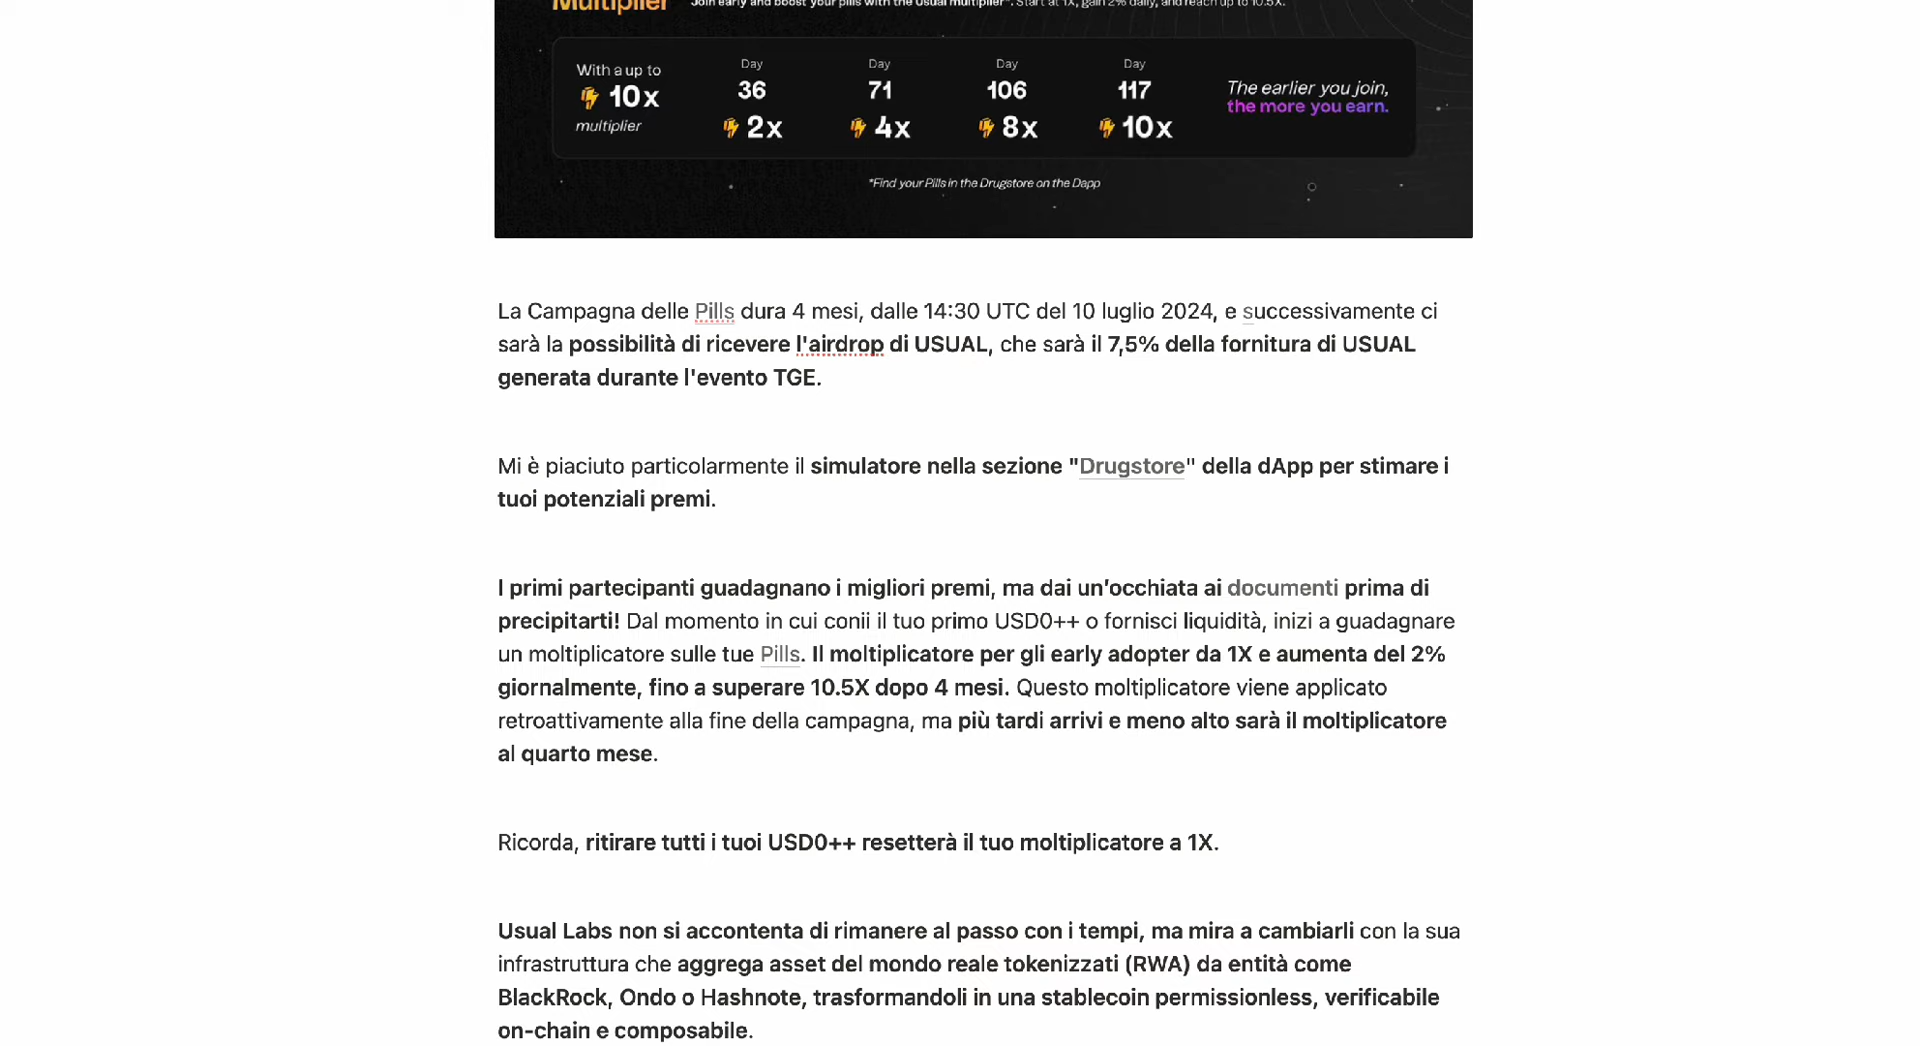 Multiplier Join early and boost your pills with the Usual multiplier*. Start at 1X, gain 2% daily, and reach up to 10.5X.
With a up to
10x
multiplier
Day
36
2x
Day
71
4x
Day
106
8x
Day
117
10x
The earlier you join,
the more you earn.
*Find your Pills in the Drugstore on the Dapp
La Campagna delle Pills dura 4 mesi, dalle 14:30 UTC del 10 luglio 2024, e successivamente ci
sarà la possibilità di ricevere l'airdrop di USUAL, che sarà il 7,5% della fornitura di USUAL
generata durante l'evento TGE.
Mi è piaciuto particolarmente il simulatore nella sezione "Drugstore" della dApp per stimare i
tuoi potenziali premi.
I primi partecipanti guadagnano i migliori premi, ma dai un’occhiata ai documenti prima di
precipitarti! Dal momento in cui conii il tuo primo USD0++ o fornisci liquidità, inizi a guadagnare
un moltiplicatore sulle tue Pills. Il moltiplicatore per gli early adopter da 1X e aumenta del 2%
giornalmente, fino a superare 10.5X dopo 4 mesi. Questo moltiplicatore viene applicato
retroattivamente alla fine della campagna, ma più tardi arrivi e meno alto sarà il moltiplicatore
al quarto mese.
Ricorda, ritirare tutti i tuoi USD0++ resetterà il tuo moltiplicatore a 1X.
Usual Labs non si accontenta di rimanere al passo con i tempi, ma mira a cambiarli con la sua
infrastruttura che aggrega asset del mondo reale tokenizzati (RWA) da entità come
BlackRock, Ondo o Hashnote, trasformandoli in una stablecoin permissionless, verificabile
on-chain e composabile.